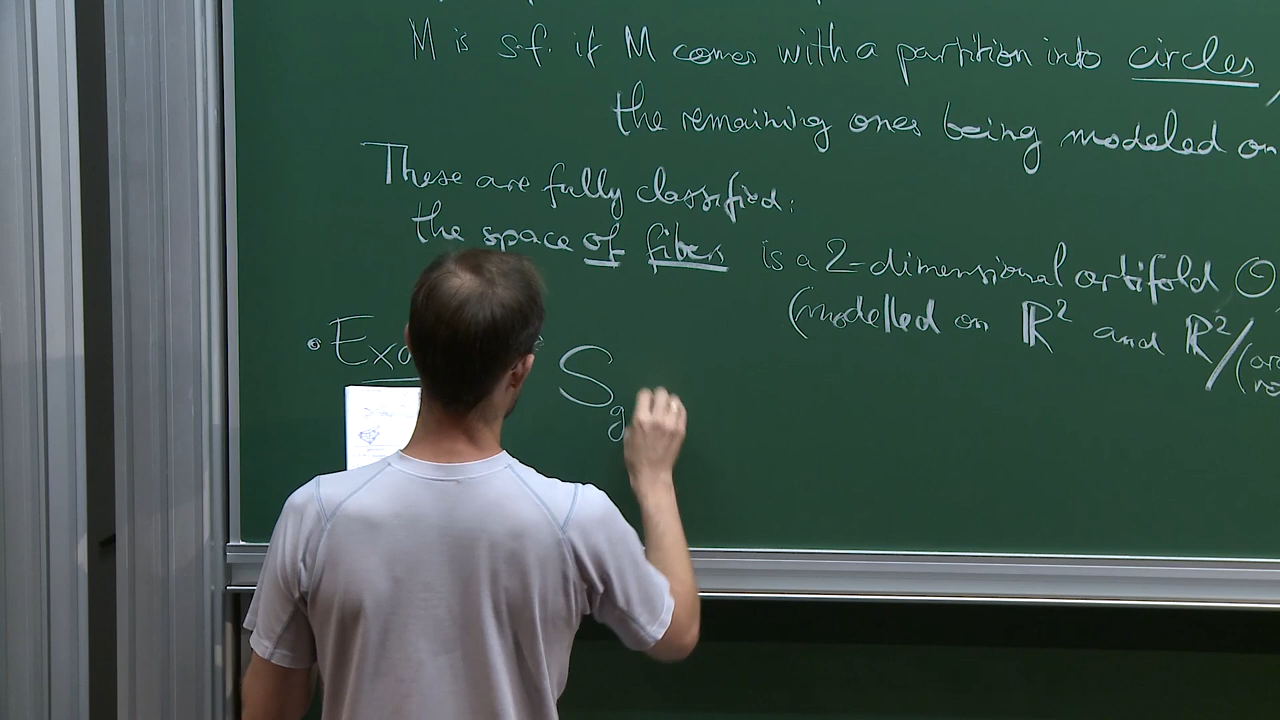 M is s.f. if M comes with a partition into circles,
the remaining ones being modeled on
These are fully classified:
the space of fibers is a 2-dimensional orbifold O,
(modelled on ℝ² and ℝ²/(
• Exa
S_g